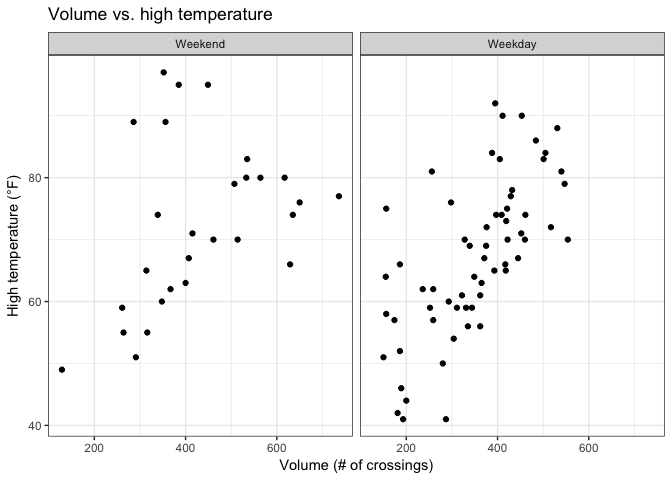 Volume vs. high temperature
Weekend
Weekday
High temperature (°F)
80
60
40
200
400
600
200
400
600
Volume (# of crossings)